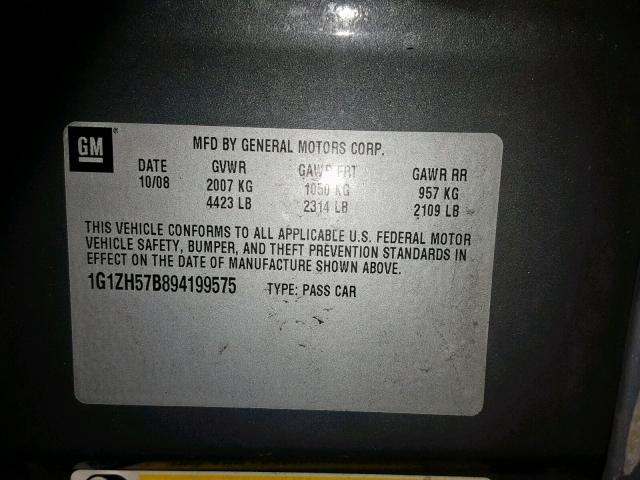 GM
MFD BY GENERAL MOTORS CORP.
DATE GVWR GAWR FRT GAWR RR
10/08 2007 KG 1050 KG 957 KG
4423 LB 2314 LB 2109 LB
THIS VEHICLE CONFORMS TO ALL APPLICABLE U.S. FEDERAL MOTOR
VEHICLE SAFETY, BUMPER, AND THEFT PREVENTION STANDARDS IN
EFFECT ON THE DATE OF MANUFACTURE SHOWN ABOVE.
1G1ZH57B894199575 TYPE: PASS CAR